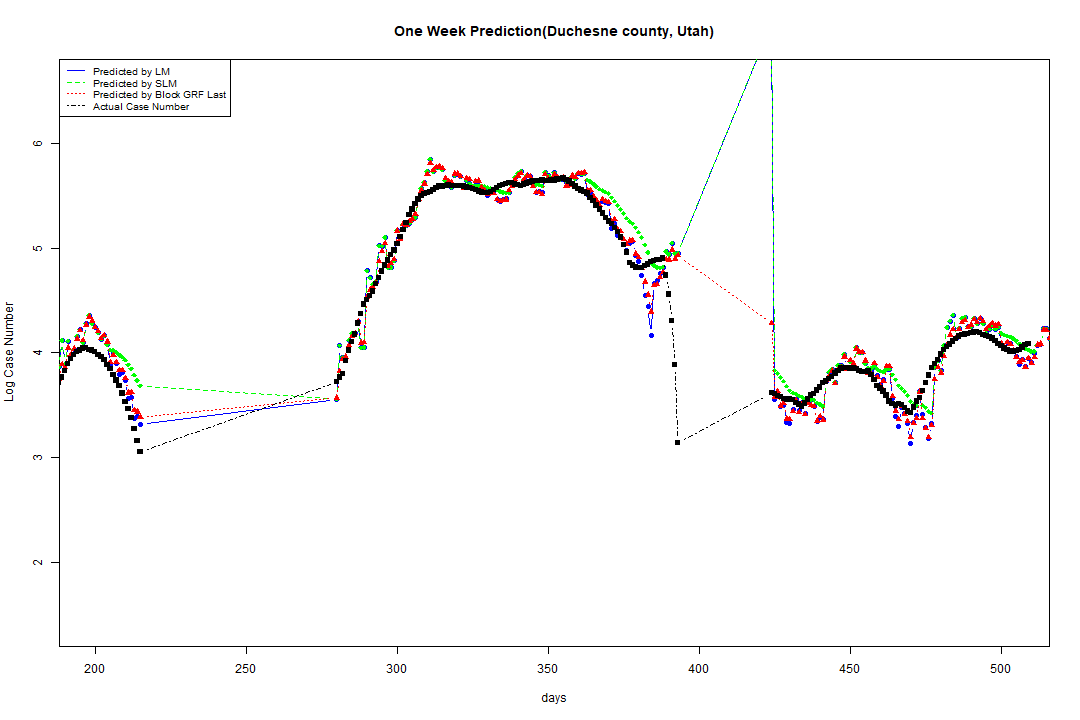 One Week Prediction(Duchesne county, Utah)
Predicted by LM
Predicted by SLM
Predicted by Block GRF Last
Actual Case Number
6
5
4
3
2
Log Case Number
200 250 300 350 400 450 500
days